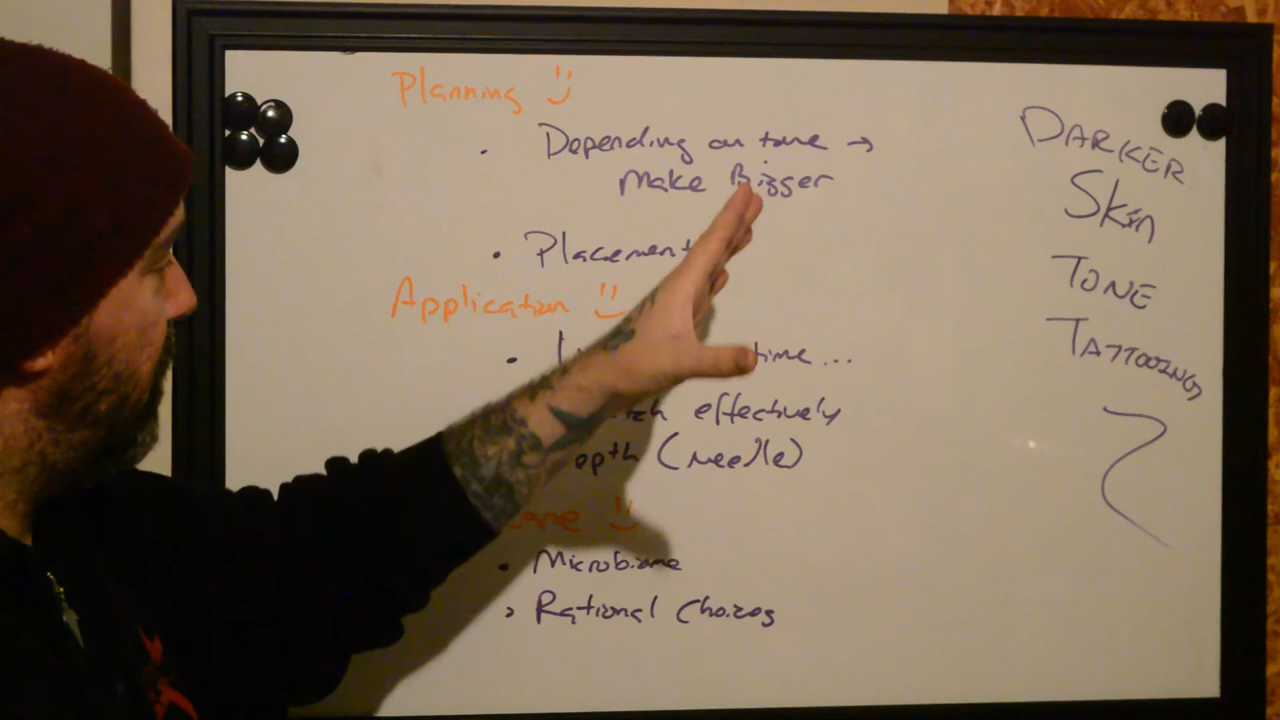 Planning
• Depending on tone →
Make Bigger
• Placement
Application
time...
effectively
(Needle)
• Microbiome
• Rational Choices
DARKER
Skin
TONE
TATTOOING